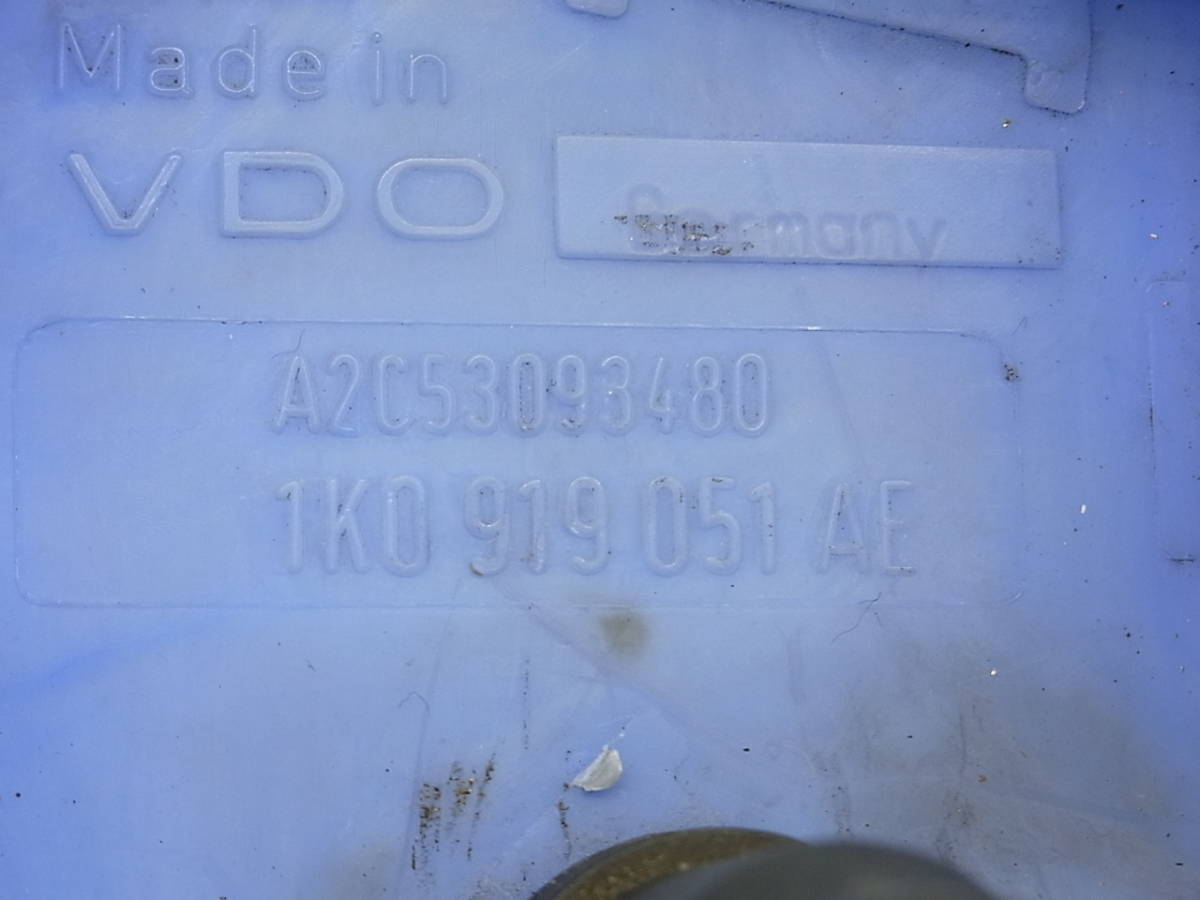 Made in
VDO Germany
A2C53093480
1K0 919 051 AE